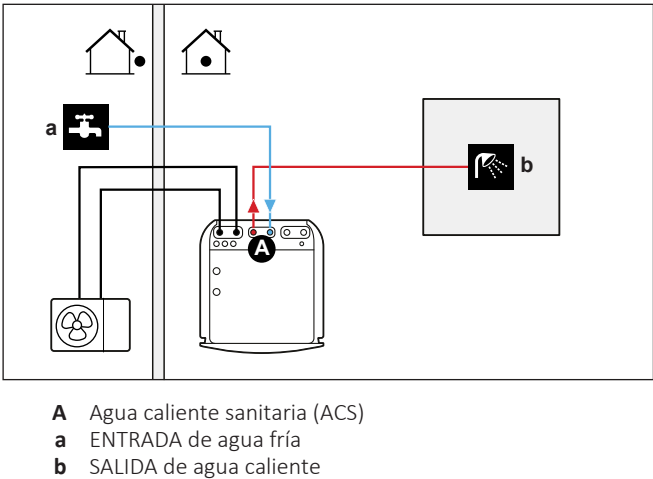 a
b
A
A Agua caliente sanitaria (ACS)
a ENTRADA de agua fría
b SALIDA de agua caliente